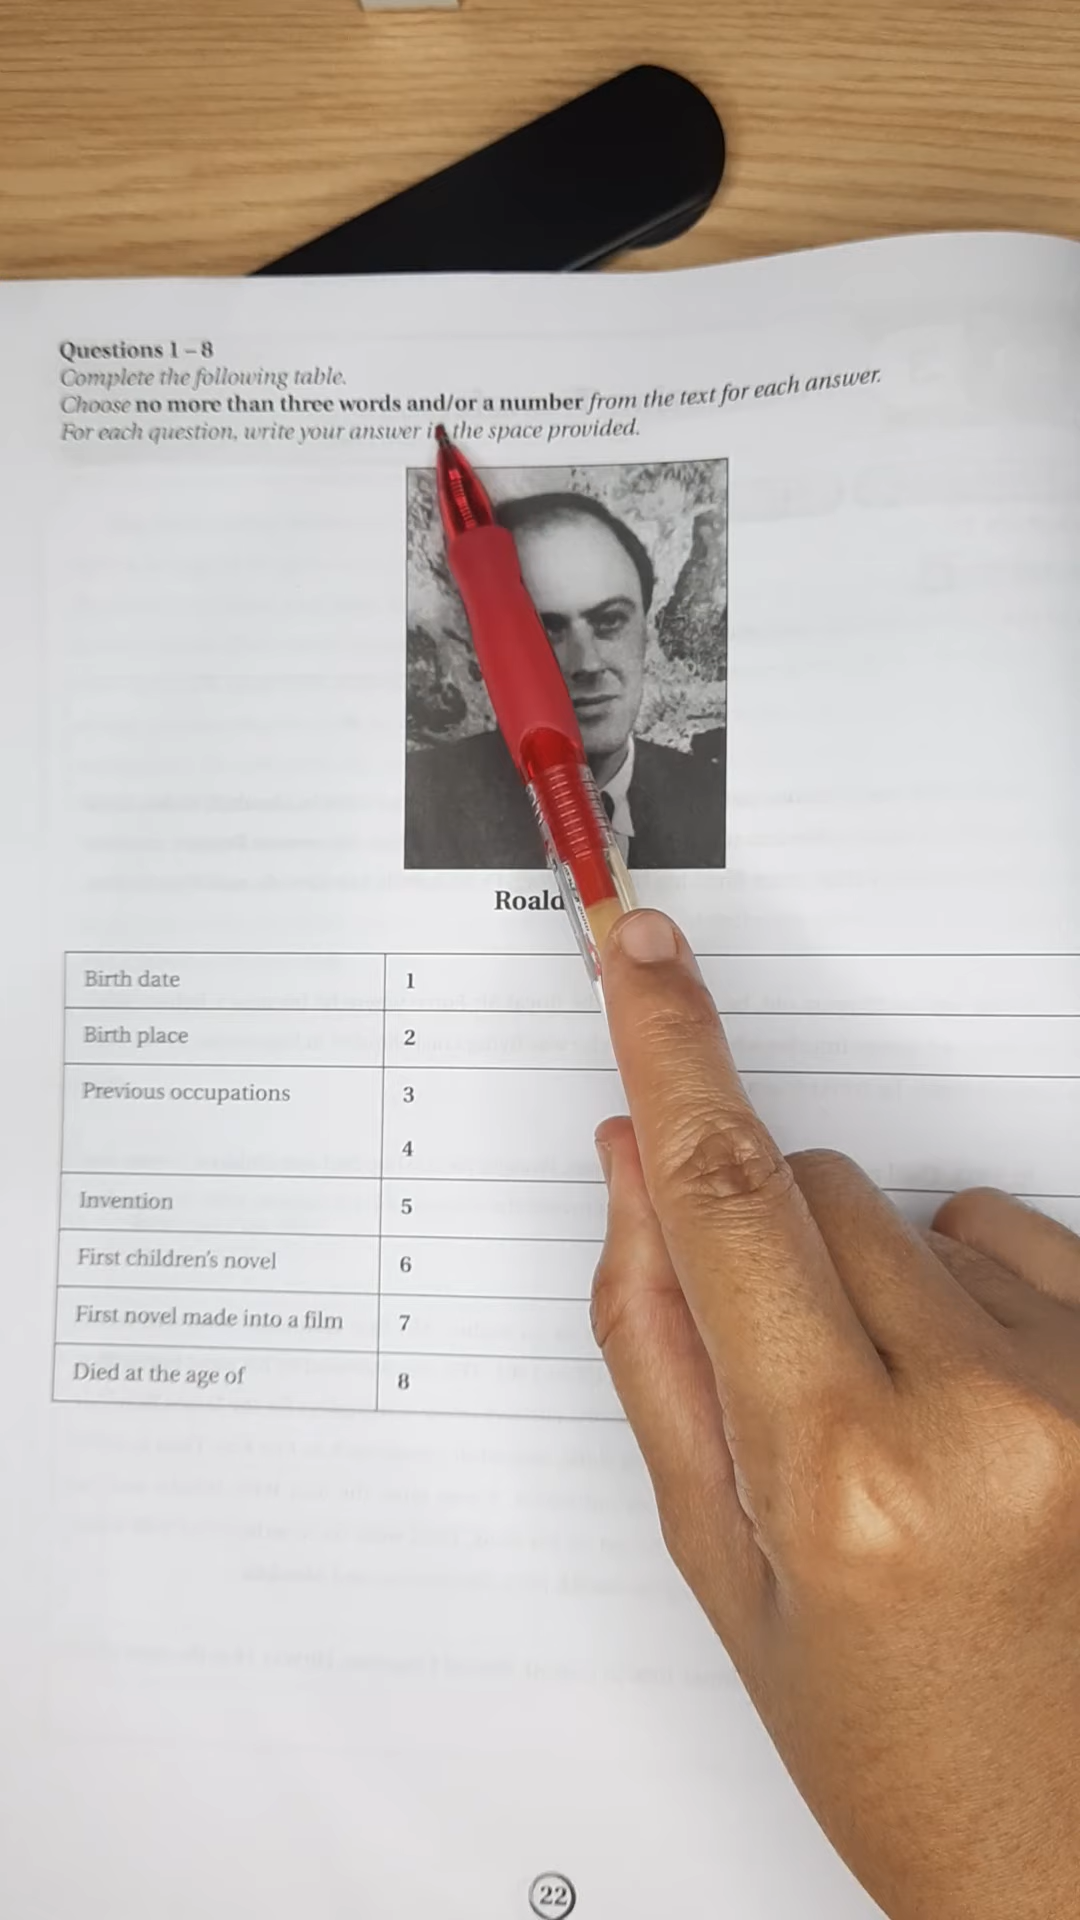 Questions 1 – 8
Complete the following table.
Choose no more than three words and/or a number from the text for each answer.
For each question, write your answer in the space provided.
Roald
Birth date 1
Birth place 2
Previous occupations 3
4
Invention 5
First children's novel 6
First novel made into a film 7
Died at the age of 8
22